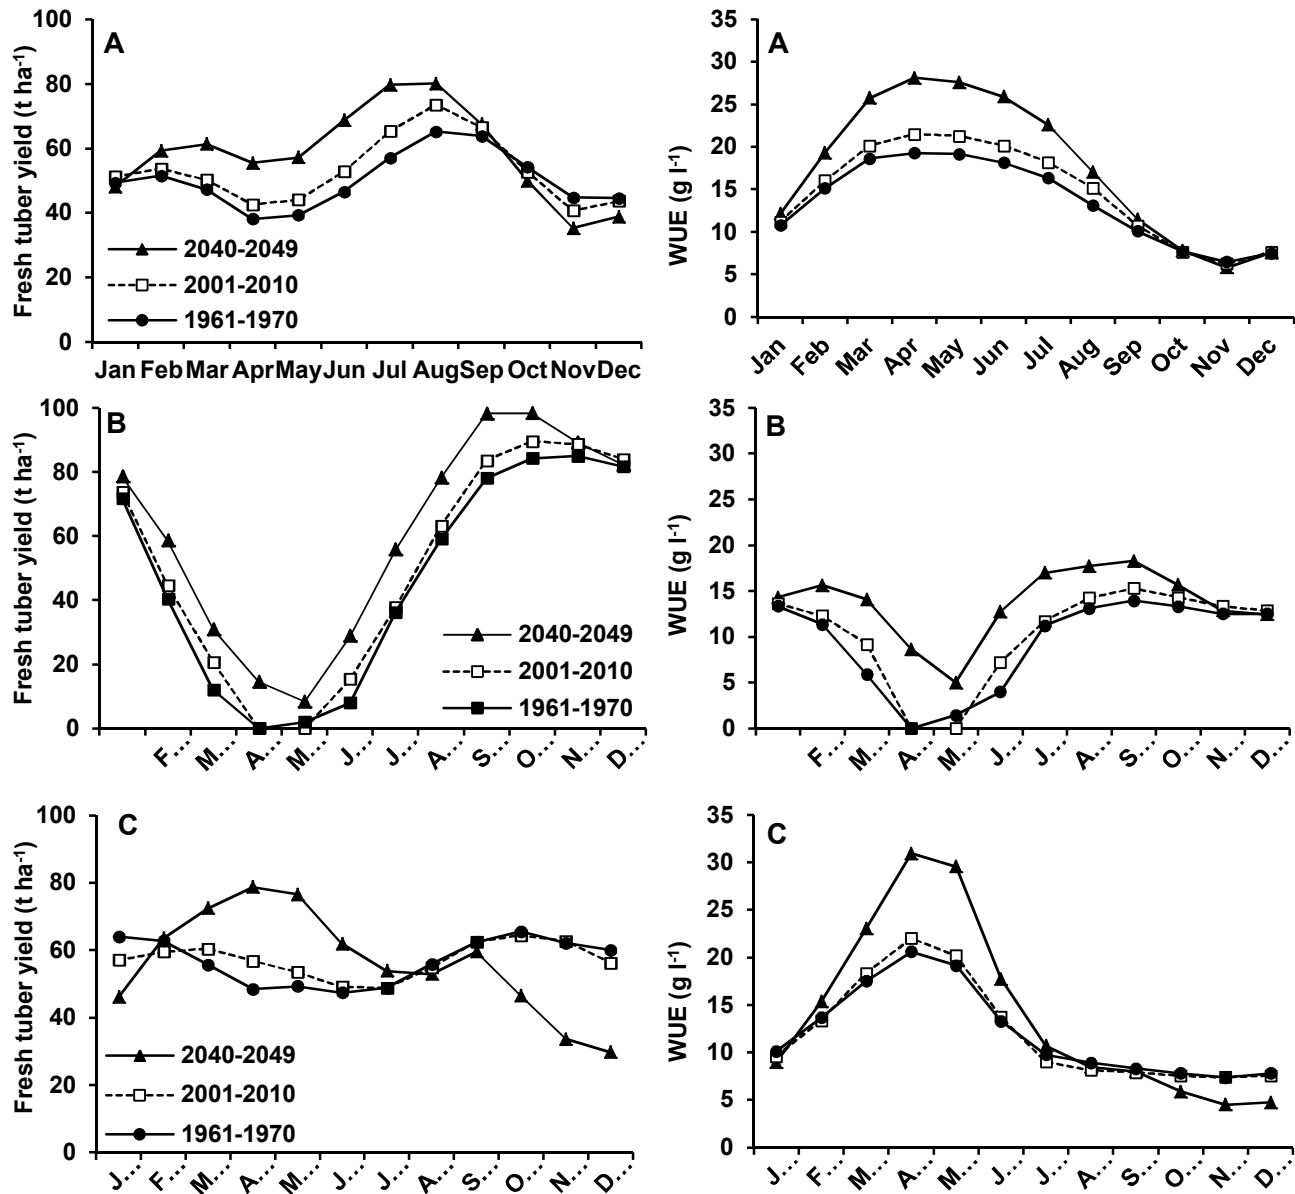 A
Fresh tuber yield (t ha-1)
100
80
60
40
20
0
2040-2049
2001-2010
1961-1970
Jan Feb Mar Apr May Jun Jul Aug Sep Oct Nov Dec
A
WUE (g l-1)
35
30
25
20
15
10
5
0
Jan Feb Mar Apr May Jun Jul Aug Sep Oct Nov Dec
B
Fresh tuber yield (t ha-1)
100
80
60
40
20
0
2040-2049
2001-2010
1961-1970
F... M... A... M... J... J... A... S... O... N... D...
B
WUE (g l-1)
35
30
25
20
15
10
5
0
F... M... A... M... J... J... A... S... O... N... D...
C
Fresh tuber yield (t ha-1)
100
80
60
40
20
0
2040-2049
2001-2010
1961-1970
J... F... M... A... M... J... J... A... S... O... N... D...
C
WUE (g l-1)
35
30
25
20
15
10
5
0
J... F... M... A... M... J... J... A... S... O... N... D...